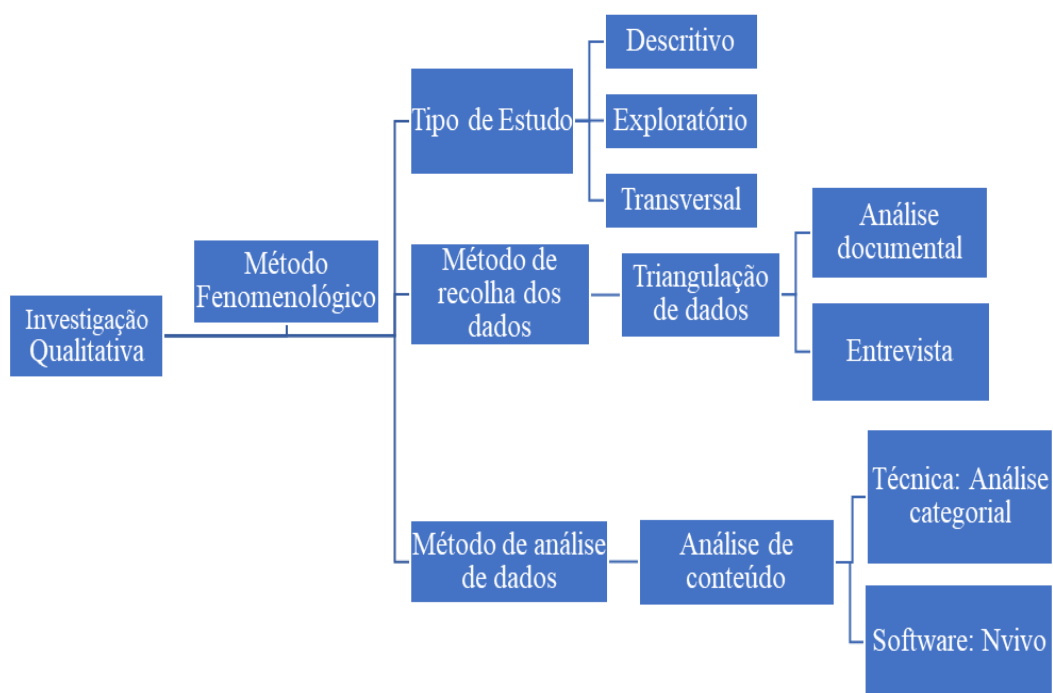 Investigação
Qualitativa
Método
Fenomenológico
Tipo de Estudo
Descritivo
Exploratório
Transversal
Método de
recolha dos
dados
Triangulação
de dados
Análise
documental
Entrevista
Método de análise
de dados
Análise de
conteúdo
Técnica: Análise
categorial
Software: Nvivo